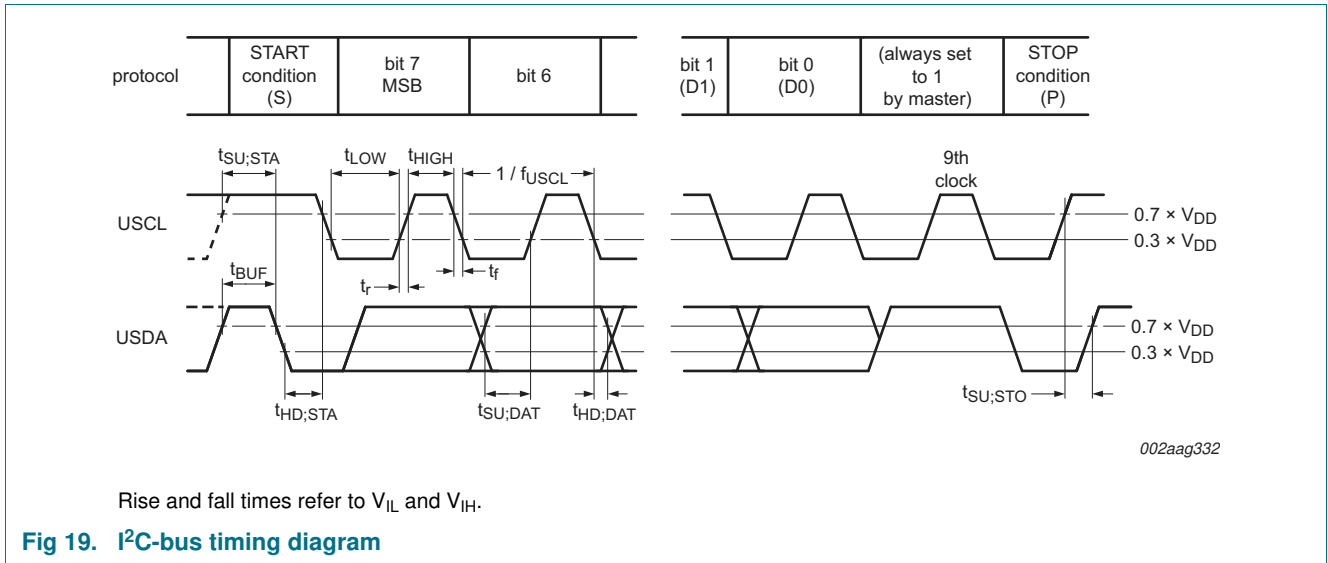 protocol
START
condition
(S)
bit 7
MSB
bit 6
bit 1
(D1)
bit 0
(D0)
(always set
to 1
by master)
STOP
condition
(P)
tSU;STA
tLOW
tHIGH
1 / fUSCL
9th
clock
USCL
0.7 × VDD
0.3 × VDD
tBUF
tr
tf
USDA
0.7 × VDD
0.3 × VDD
tHD;STA
tSU;DAT
tHD;DAT
tSU;STO
002aag332
Rise and fall times refer to VIL and VIH.
Fig 19. I²C-bus timing diagram